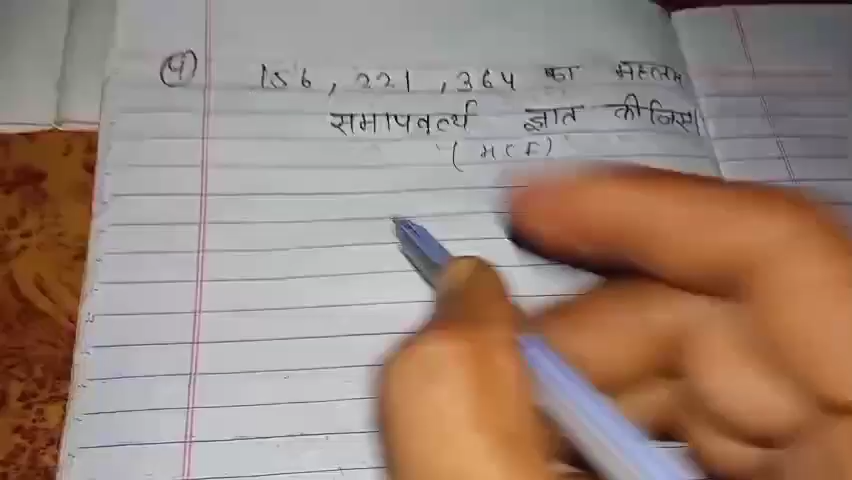 (4) 156, 221, 364 का महत्तम
समापवर्त्य ज्ञात कीजिए।
(HCF)